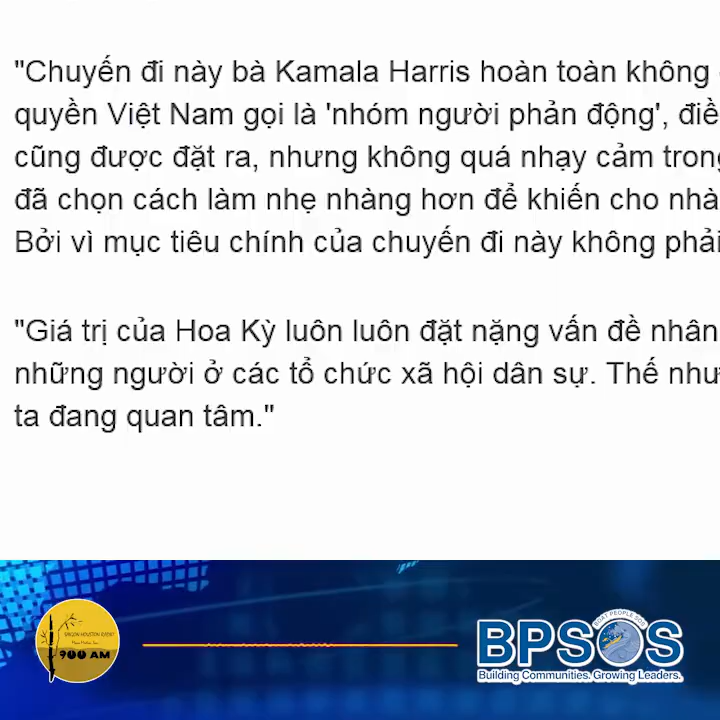 "Chuyến đi này bà Kamala Harris hoàn toàn không
quyền Việt Nam gọi là 'nhóm người phản động', điề
cũng được đặt ra, nhưng không quá nhạy cảm trong
đã chọn cách làm nhẹ nhàng hơn để khiến cho nhà
Bởi vì mục tiêu chính của chuyến đi này không phải
"Giá trị của Hoa Kỳ luôn luôn đặt nặng vấn đề nhân
những người ở các tổ chức xã hội dân sự. Thế như
ta đang quan tâm."
900 AM
BOAT PEOPLE SOS
BPSOS
Building Communities. Growing Leaders.